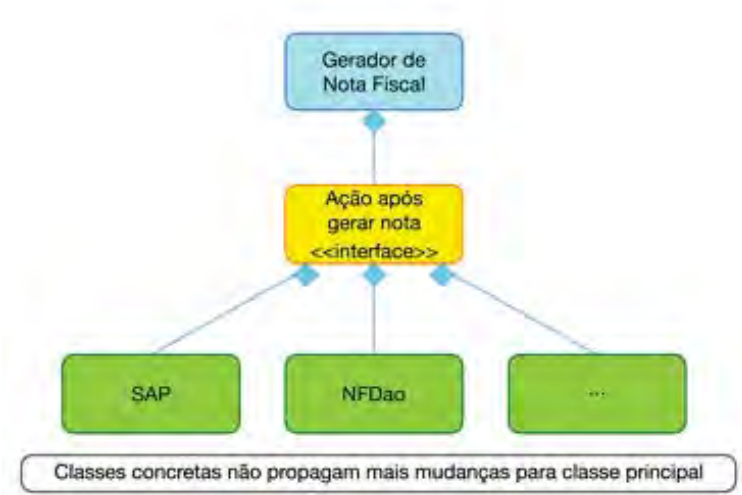 Gerador de
Nota Fiscal
Ação após
gerar nota
<<interface>>
SAP
NFDao
...
Classes concretas não propagam mais mudanças para classe principal